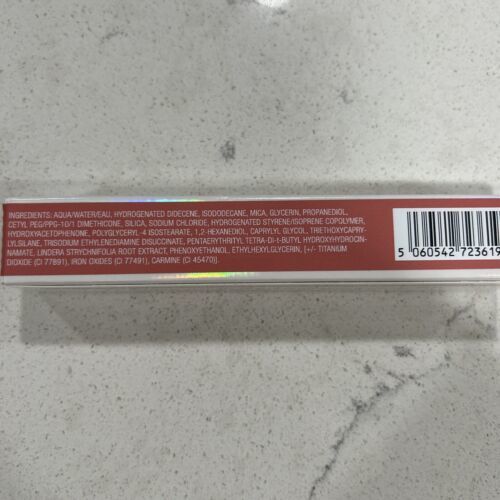 INGREDIENTS: AQUA/WATER/EAU, HYDROGENATED DIDECENE, ISODODECANE, MICA, GLYCERIN, PROPANEDIOL,
CETYL PEG/PPG-10/1 DIMETHICONE, SILICA, SODIUM CHLORIDE, HYDROGENATED STYRENE/ISOPRENE COPOLYMER,
HYDROXYACETOPHENONE, POLYGLYCERYL-4 ISOSTEARATE, 1,2-HEXANEDIOL, CAPRYLYL GLYCOL, TRIETHOXYCAPRY-
LYLSILANE, TRISODIUM ETHYLENEDIAMINE DISUCCINATE, PENTAERYTHRITYL TETRA-DI-t-BUTYL HYDROXYHYDROCIN-
NAMATE, LINDERA STRYCHNIFOLIA ROOT EXTRACT, PHENOXYETHANOL, ETHYLHEXYLGLYCERIN, [+/- TITANIUM
DIOXIDE (CI 77891), IRON OXIDES (CI 77491), CARMINE (CI 45470)].
5 060542 723619